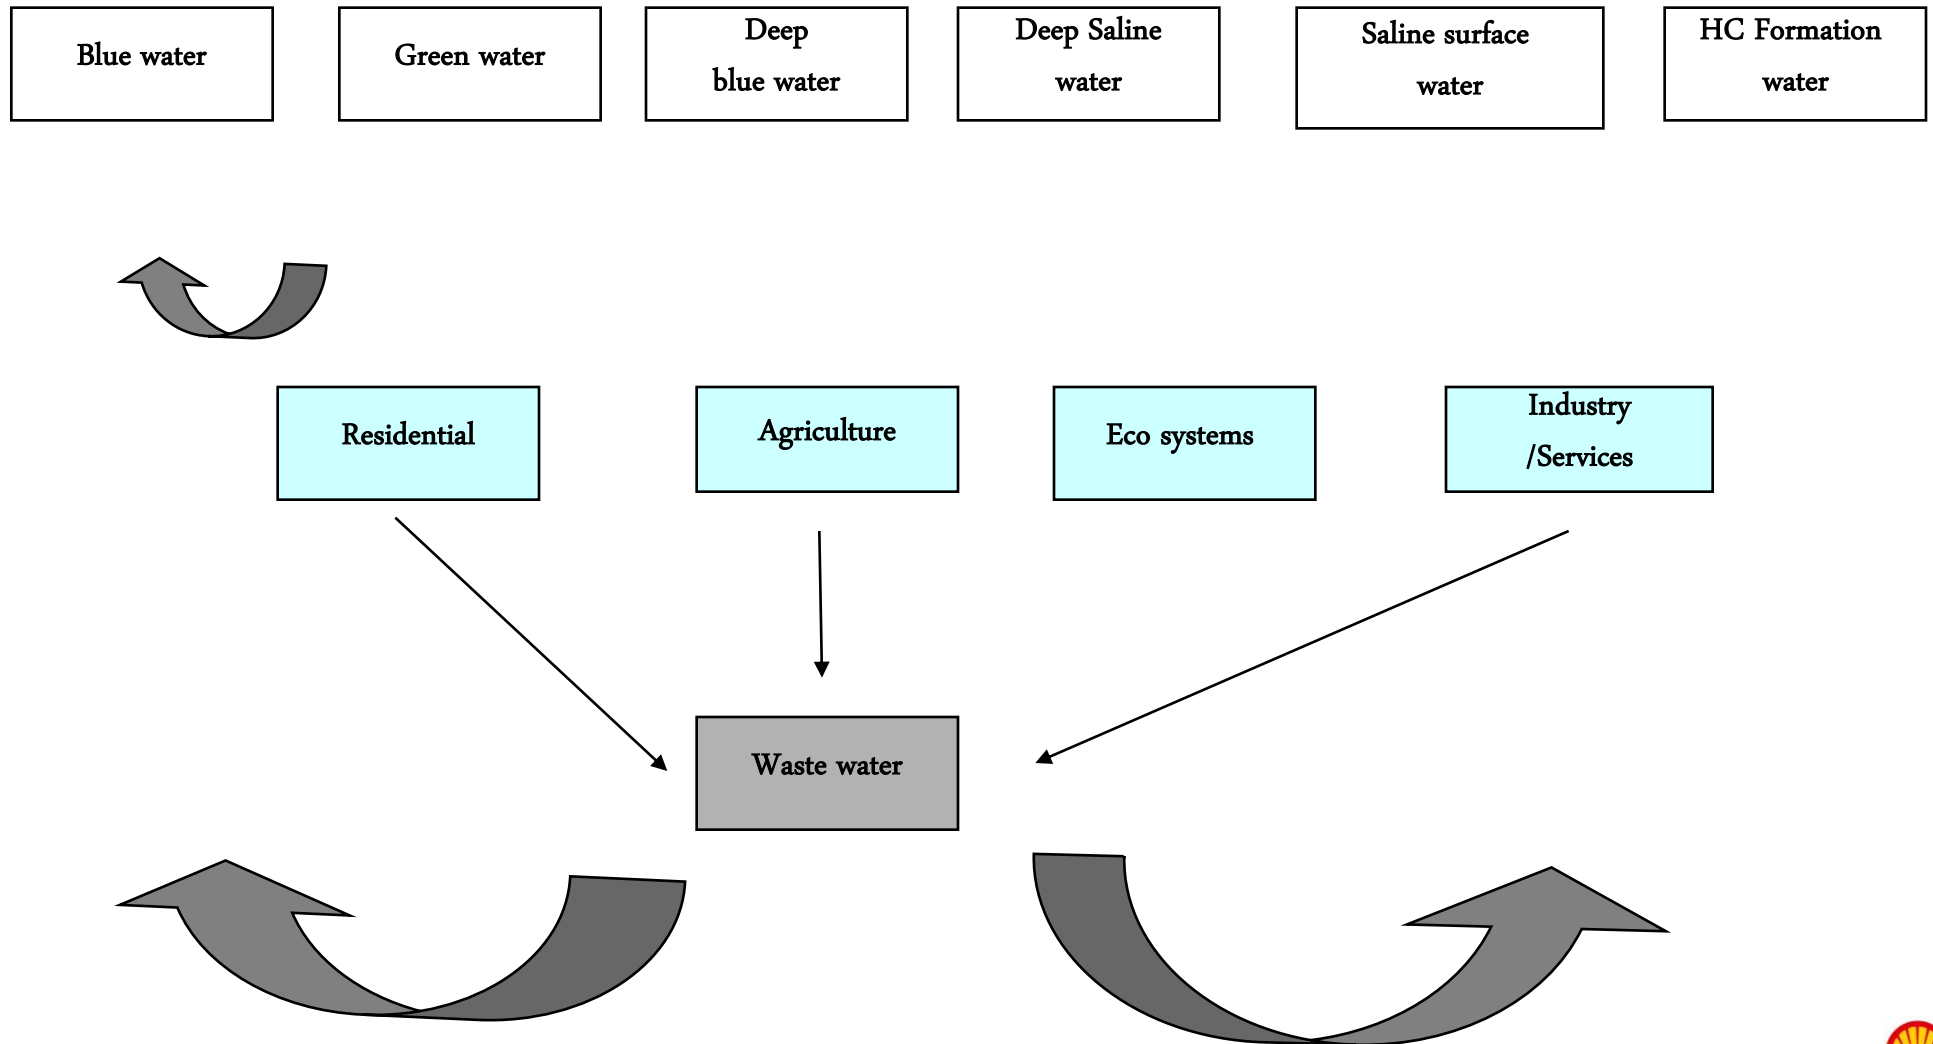 Blue water
Green water
Deep
blue water
Deep Saline
water
Saline surface
water
HC Formation
water
Residential
Agriculture
Eco systems
Industry
/Services
Waste water